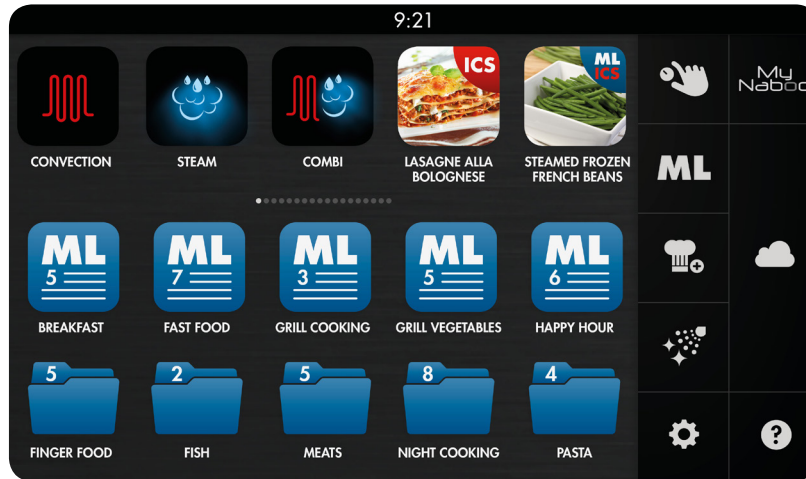 9:21
ICS
ML
ICS
CONVECTION
STEAM
COMBI
LASAGNE ALLA
BOLOGNESE
STEAMED FROZEN
FRENCH BEANS
My
Naboo
ML
ML
5
ML
7
ML
3
ML
5
ML
6
BREAKFAST
FAST FOOD
GRILL COOKING
GRILL VEGETABLES
HAPPY HOUR
5
2
5
8
4
FINGER FOOD
FISH
MEATS
NIGHT COOKING
PASTA
?